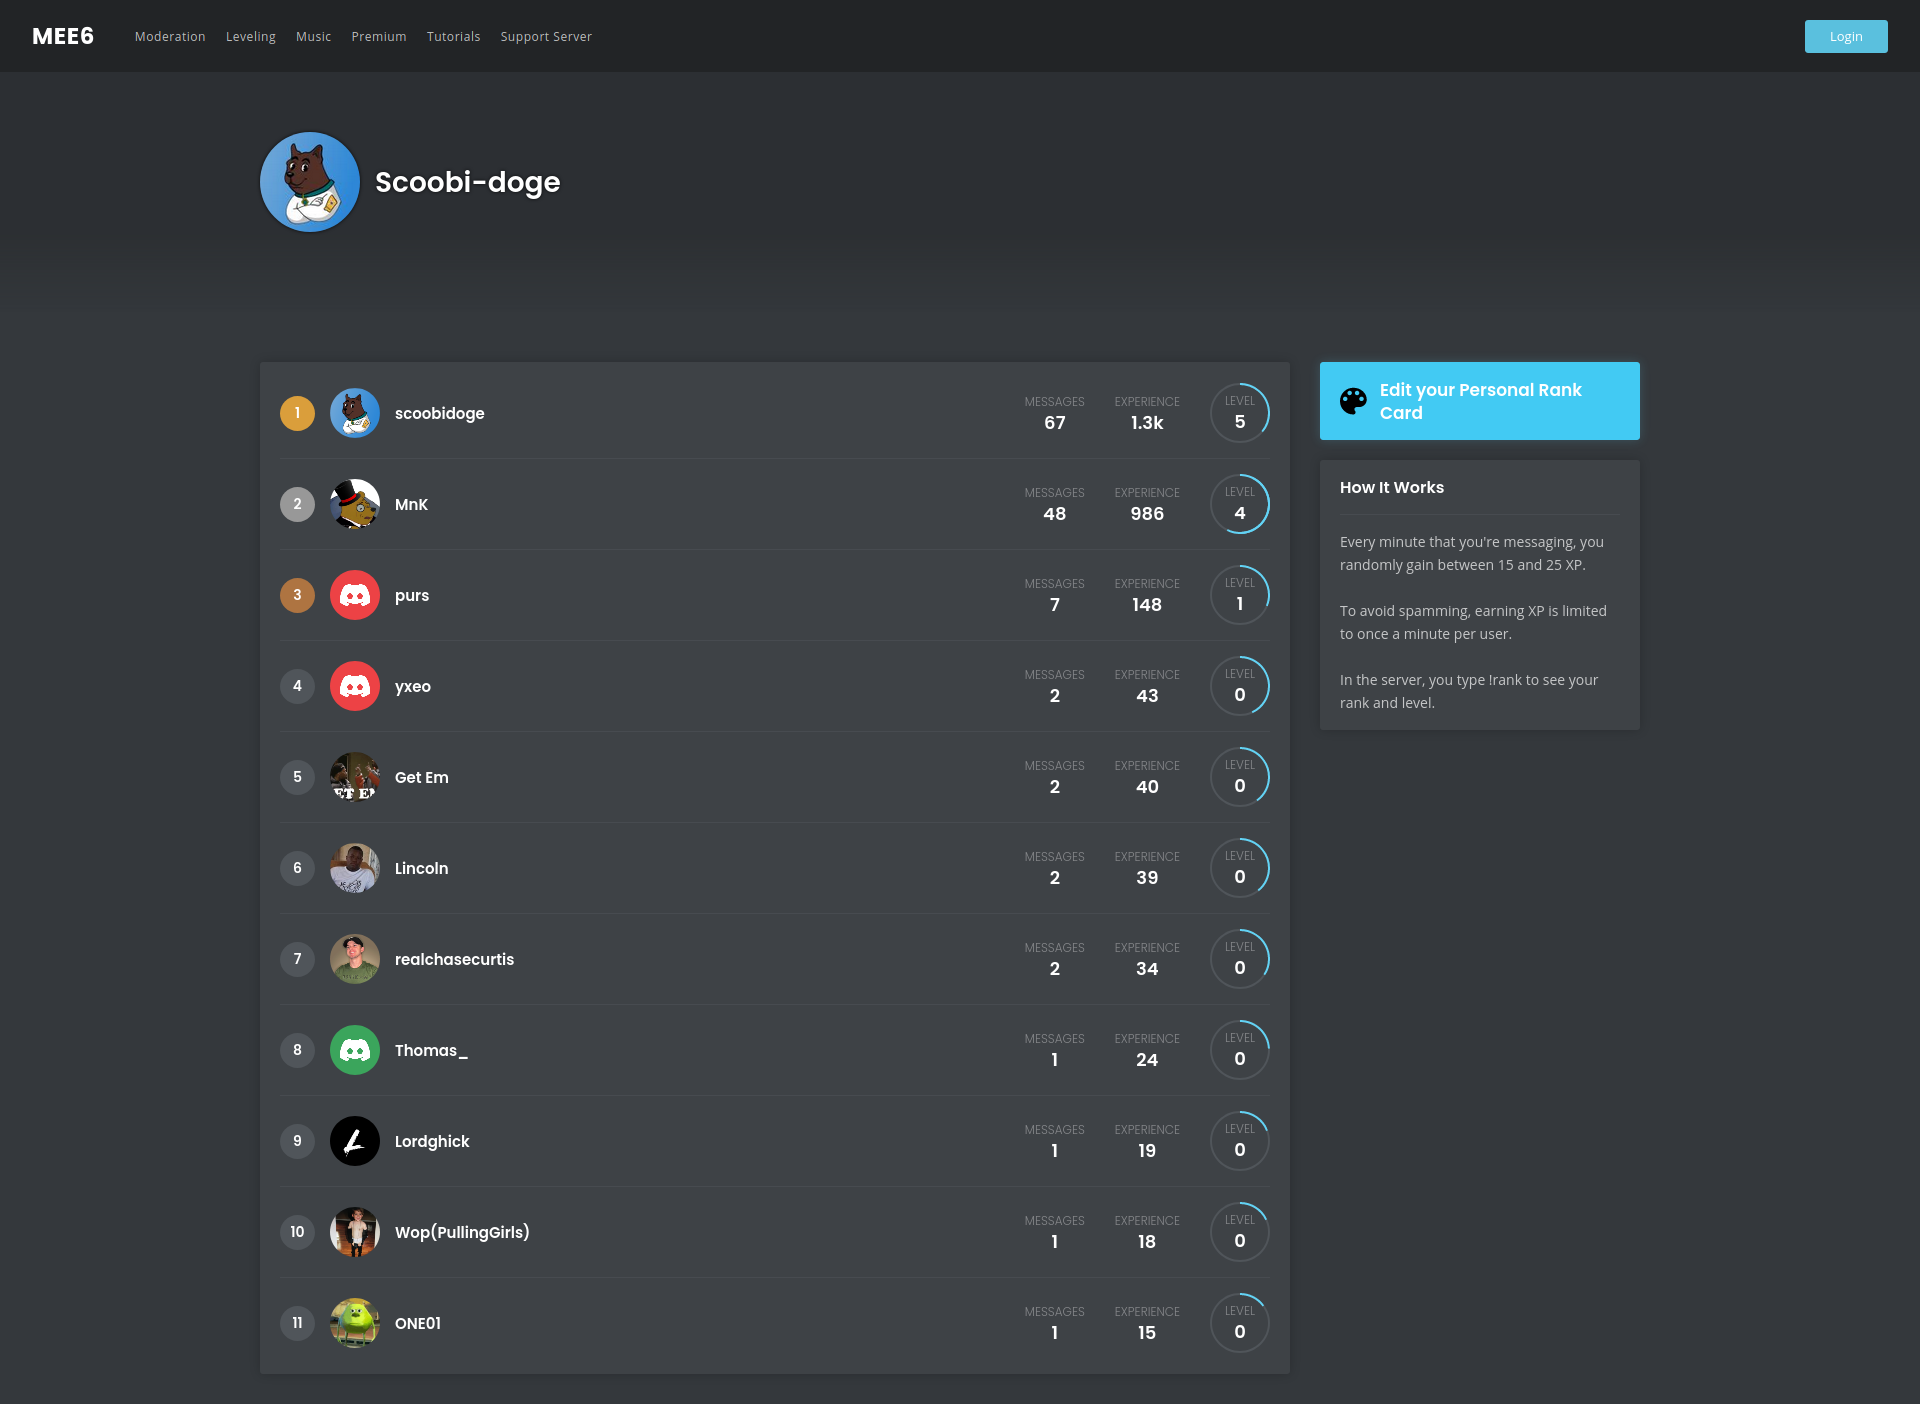 MEE6
Moderation
Leveling
Music
Premium
Tutorials
Support Server
Login
Scoobi-doge
1
scoobidoge
MESSAGES
67
EXPERIENCE
1.3k
LEVEL
5
2
MnK
MESSAGES
48
EXPERIENCE
986
LEVEL
4
3
purs
MESSAGES
7
EXPERIENCE
148
LEVEL
1
4
yxeo
MESSAGES
2
EXPERIENCE
43
LEVEL
0
5
Get Em
MESSAGES
2
EXPERIENCE
40
LEVEL
0
6
Lincoln
MESSAGES
2
EXPERIENCE
39
LEVEL
0
7
realchasecurtis
MESSAGES
2
EXPERIENCE
34
LEVEL
0
8
Thomas_
MESSAGES
1
EXPERIENCE
24
LEVEL
0
9
Lordghick
MESSAGES
1
EXPERIENCE
19
LEVEL
0
10
Wop(PullingGirls)
MESSAGES
1
EXPERIENCE
18
LEVEL
0
11
ONE01
MESSAGES
1
EXPERIENCE
15
LEVEL
0
Edit your Personal Rank
Card
How It Works
Every minute that you're messaging, you
randomly gain between 15 and 25 XP.
To avoid spamming, earning XP is limited
to once a minute per user.
In the server, you type !rank to see your
rank and level.